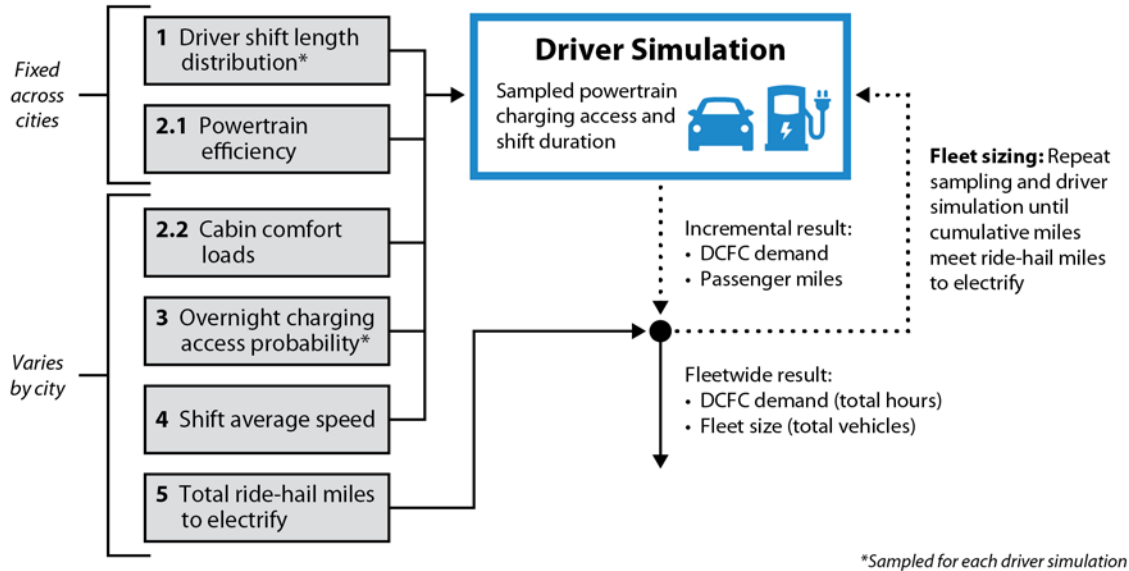 Fixed
across
cities
1 Driver shift length
distribution*
2.1 Powertrain
efficiency
Varies
by city
2.2 Cabin comfort
loads
3 Overnight charging
access probability*
4 Shift average speed
5 Total ride-hail miles
to electrify
Driver Simulation
Sampled powertrain
charging access and
shift duration
Incremental result:
• DCFC demand
• Passenger miles
Fleet sizing: Repeat
sampling and driver
simulation until
cumulative miles
meet ride-hail miles
to electrify
Fleetwide result:
• DCFC demand (total hours)
• Fleet size (total vehicles)
*Sampled for each driver simulation